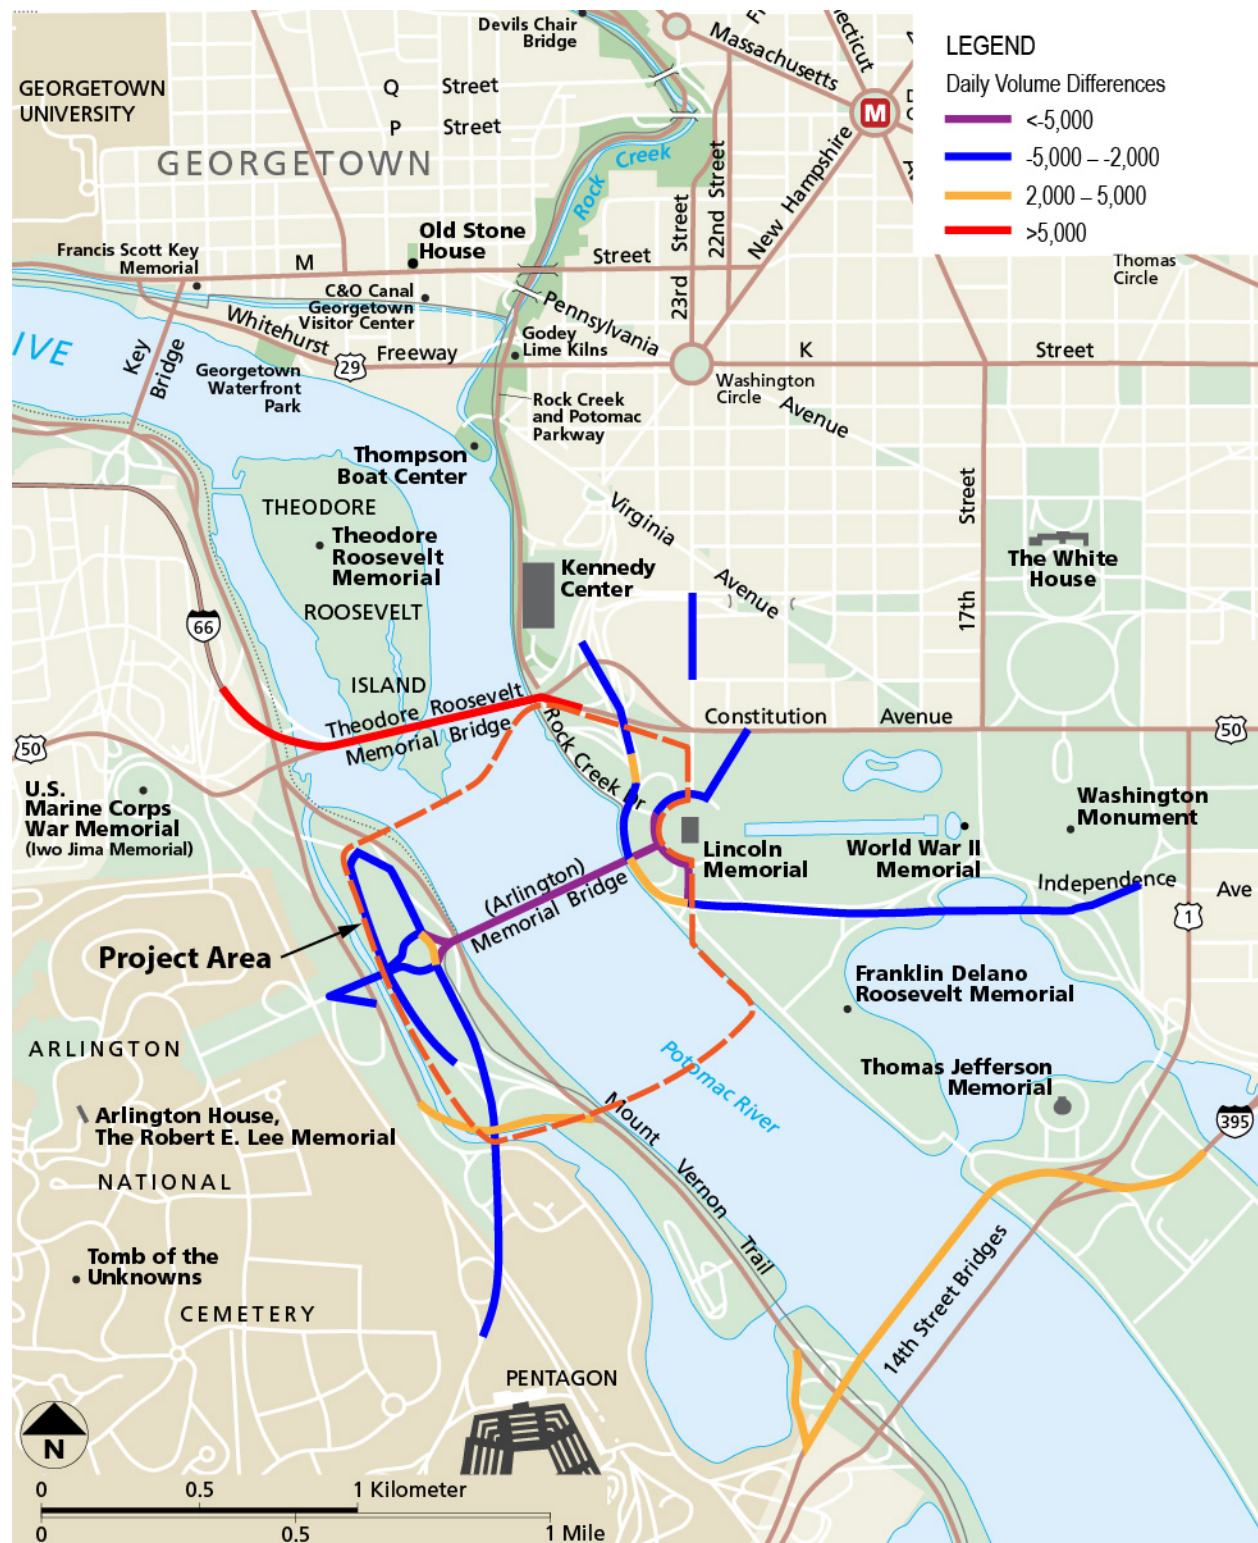 Devils Chair
Bridge
Massachusetts
LEGEND
Daily Volume Differences
<-5,000
-5,000 – -2,000
2,000 – 5,000
>5,000
GEORGETOWN
UNIVERSITY
Q Street
P Street
GEORGETOWN
M
Rock Creek
22nd Street
23rd Street
New Hampshire
Old Stone
House
Francis Scott Key
Memorial
M Street
Thomas
Circle
C&O Canal
Georgetown
Visitor Center
Pennsylvania
Avenue
Whitehurst Freeway
29
Godey
Lime Kilns
K Street
IVE
Key
Bridge
Georgetown
Waterfront
Park
Washington
Circle
Rock Creek
and Potomac
Parkway
Thompson
Boat Center
THEODORE
ROOSEVELT
ISLAND
Theodore
Roosevelt
Memorial
Virginia
Avenue
17th Street
Kennedy
Center
The White
House
66
Theodore Roosevelt
Memorial Bridge
Constitution Avenue
50
50
Rock Creek Dr
U.S.
Marine Corps
War Memorial
(Iwo Jima Memorial)
Washington
Monument
Lincoln
Memorial
World War II
Memorial
(Arlington)
Memorial Bridge
Independence Ave
1
Project Area
Franklin Delano
Roosevelt Memorial
ARLINGTON
NATIONAL
CEMETERY
Potomac River
Thomas Jefferson
Memorial
Arlington House,
The Robert E. Lee Memorial
Mount
Vernon
Trail
395
Tomb of the
Unknowns
14th Street Bridges
PENTAGON
N
0 0.5 1 Kilometer
0 0.5 1 Mile